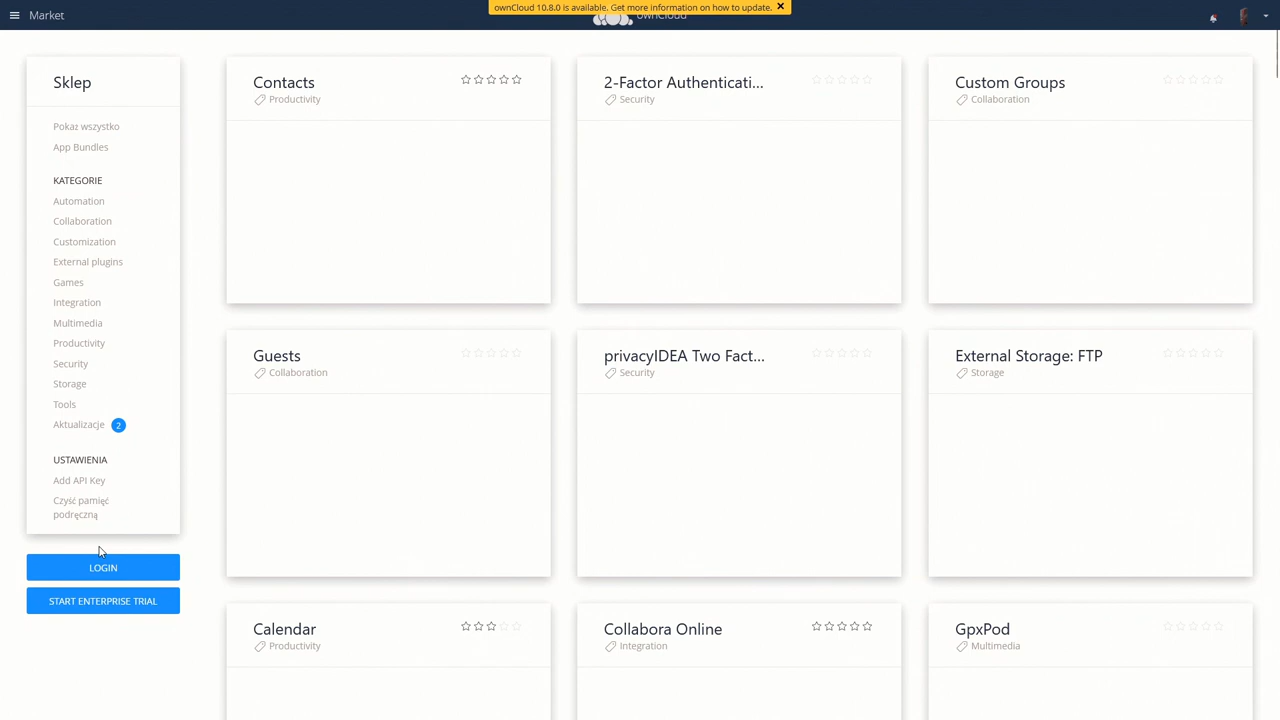 ownCloud 10.8.0 is available. Get more information on how to update.
Market
ownCloud
Sklep
Pokaż wszystko
App Bundles
KATEGORIE
Automation
Collaboration
Customization
External plugins
Games
Integration
Multimedia
Productivity
Security
Storage
Tools
Aktualizacje 2
USTAWIENIA
Add API Key
Czyść pamięć
podręczną
LOGIN
START ENTERPRISE TRIAL
Contacts
Productivity
2-Factor Authenticati...
Security
Custom Groups
Collaboration
Guests
Collaboration
privacyIDEA Two Fact...
Security
External Storage: FTP
Storage
Calendar
Productivity
Collabora Online
Integration
GpxPod
Multimedia